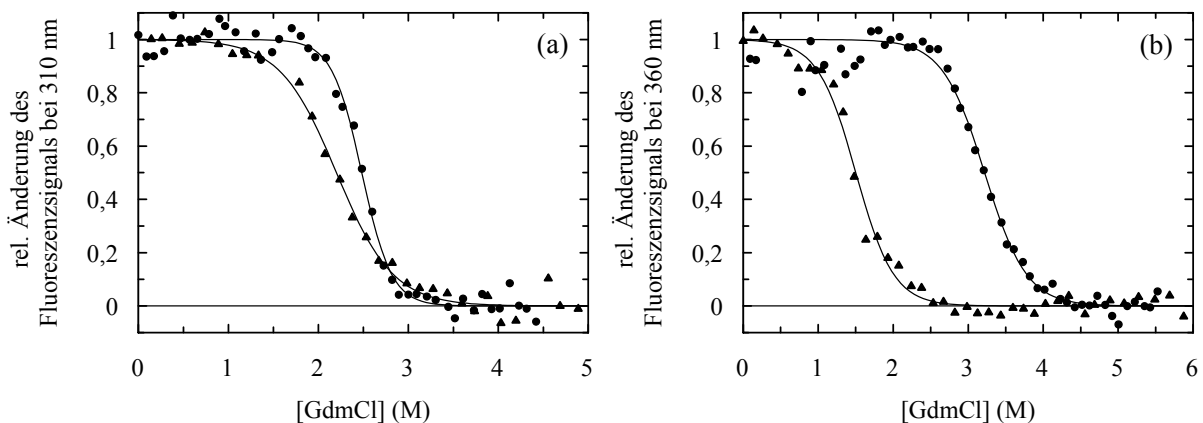 rel. Änderung des
Fluoreszenzsignals bei 310 nm
1
0,8
0,6
0,4
0,2
0
(a)
0 1 2 3 4 5
[GdmCl] (M)
rel. Änderung des
Fluoreszenzsignals bei 360 nm
1
0,8
0,6
0,4
0,2
0
(b)
0 1 2 3 4 5 6
[GdmCl] (M)